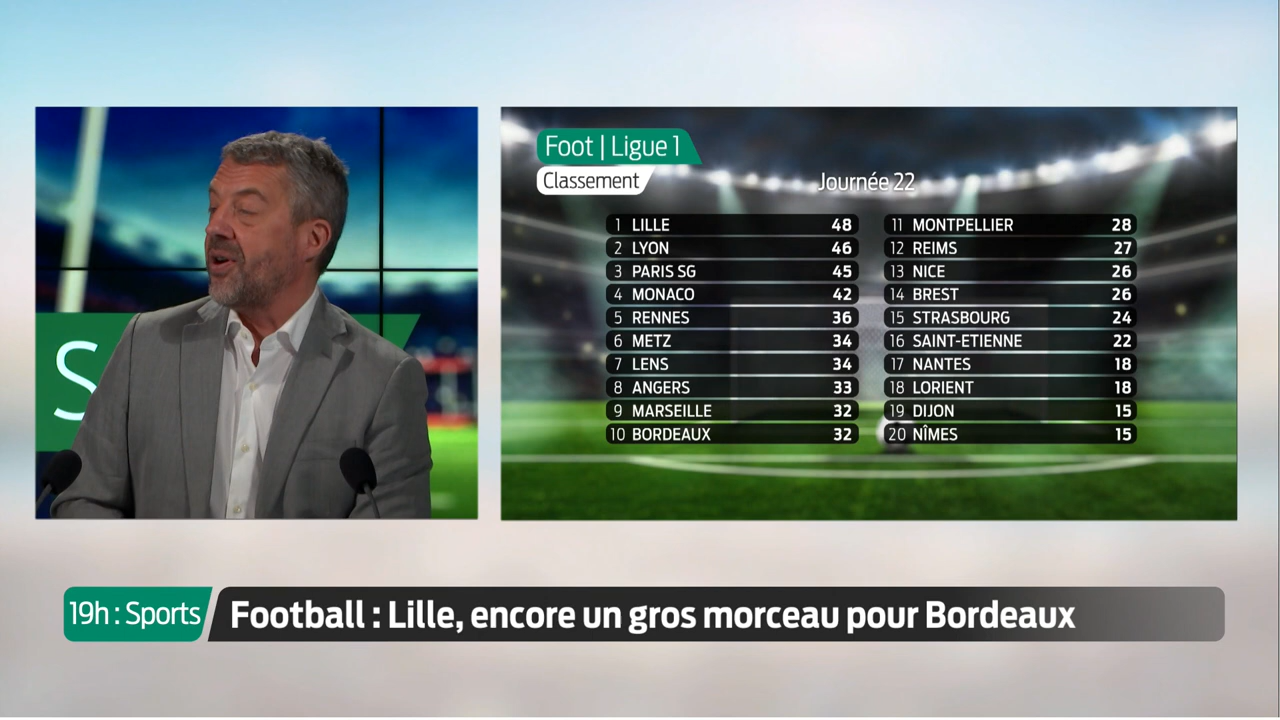 S
Foot | Ligue 1
Classement
Journée 22
1 LILLE 48
2 LYON 46
3 PARIS SG 45
4 MONACO 42
5 RENNES 36
6 METZ 34
7 LENS 34
8 ANGERS 33
9 MARSEILLE 32
10 BORDEAUX 32
11 MONTPELLIER 28
12 REIMS 27
13 NICE 26
14 BREST 26
15 STRASBOURG 24
16 SAINT-ETIENNE 22
17 NANTES 18
18 LORIENT 18
19 DIJON 15
20 NÎMES 15
19h : Sports
Football : Lille, encore un gros morceau pour Bordeaux